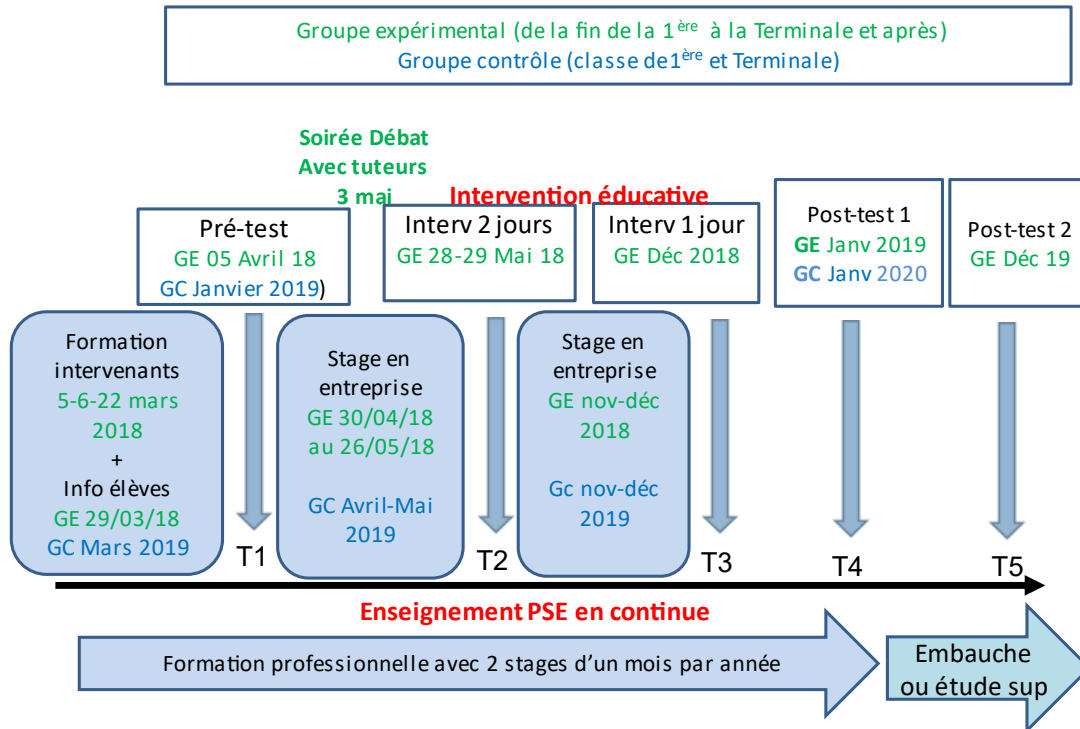 Groupe expérimental (de la fin de la 1ère à la Terminale et après)
Groupe contrôle (classe de1ère et Terminale)
Soirée Débat
Avec tuteurs
3 mai
Intervention éducative
Pré-test
GE 05 Avril 18
GC Janvier 2019)
Interv 2 jours
GE 28-29 Mai 18
Interv 1 jour
GE Déc 2018
Post-test 1
GE Janv 2019
GC Janv 2020
Post-test 2
GE Déc 19
Formation
intervenants
5-6-22 mars
2018
+
Info élèves
GE 29/03/18
GC Mars 2019
Stage en
entreprise
GE 30/04/18
au 26/05/18
GC Avril-Mai
2019
Stage en
entreprise
GE nov-déc
2018
Gc nov-déc
2019
T1
T2
T3
T4
T5
Enseignement PSE en continue
Formation professionnelle avec 2 stages d'un mois par année
Embauche
ou étude sup